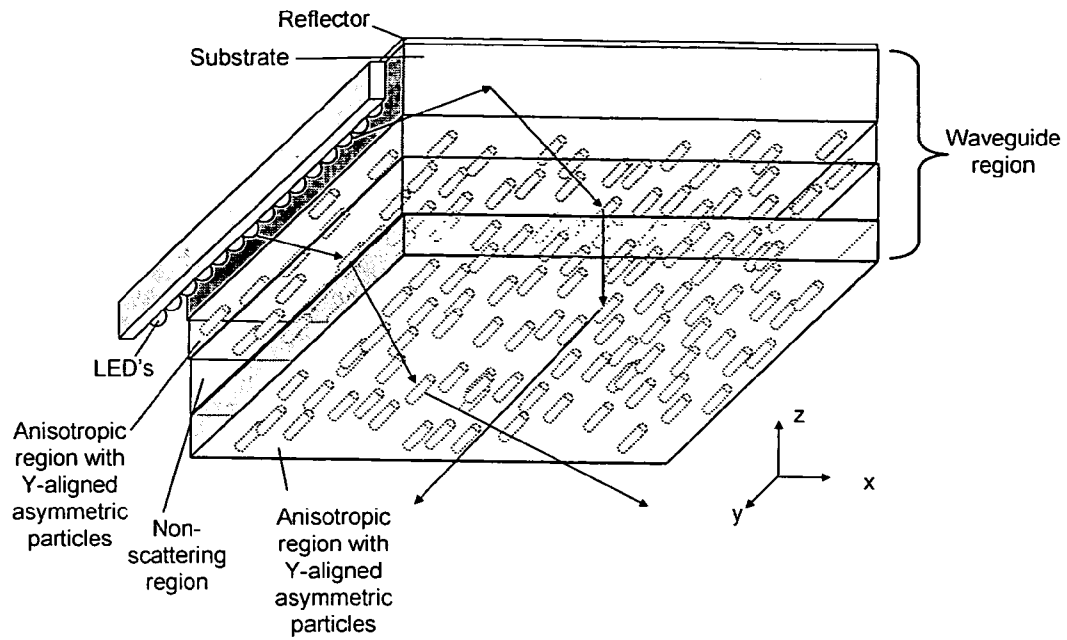 Reflector
Substrate
Waveguide
region
LED's
Anisotropic
region with
Y-aligned
asymmetric
particles
Non-
scattering
region
Anisotropic
region with
Y-aligned
asymmetric
particles
z
x
y